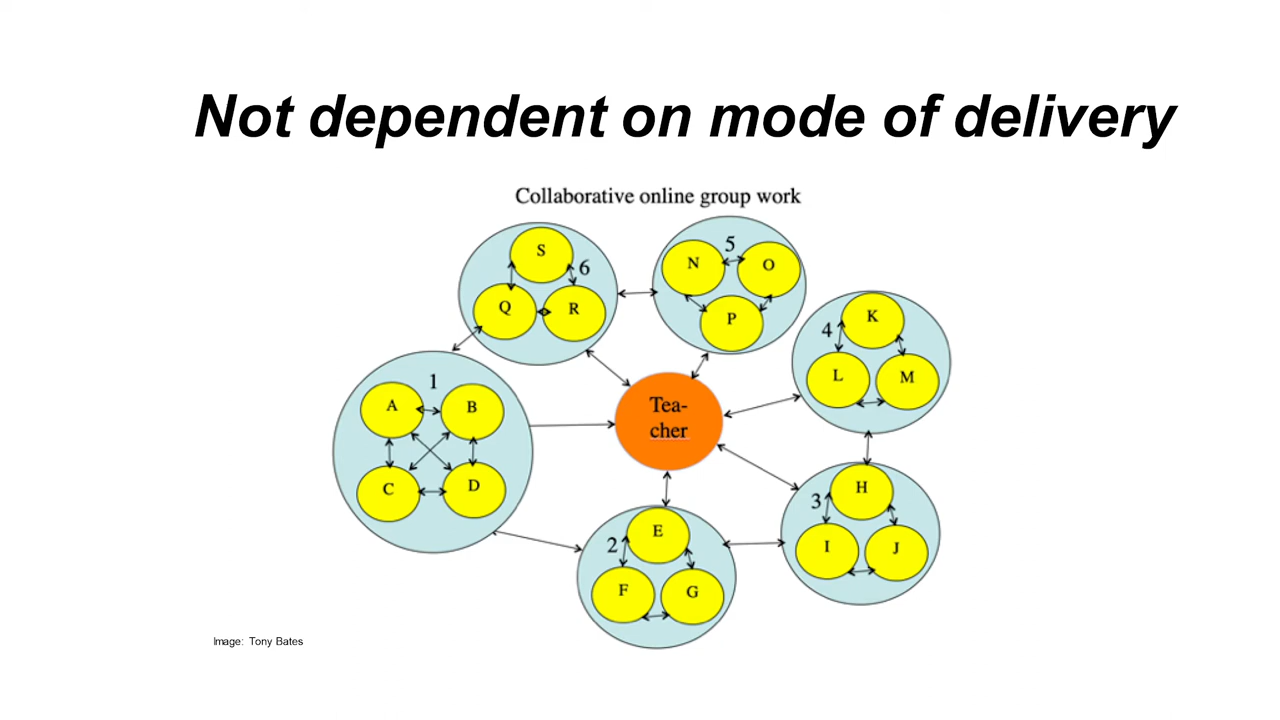 Not dependent on mode of delivery
Collaborative online group work
S
6
Q
R
5
N
O
P
4
K
L
M
1
A
B
C
D
Tea-
cher
3
H
I
J
2
E
F
G
Image: Tony Bates